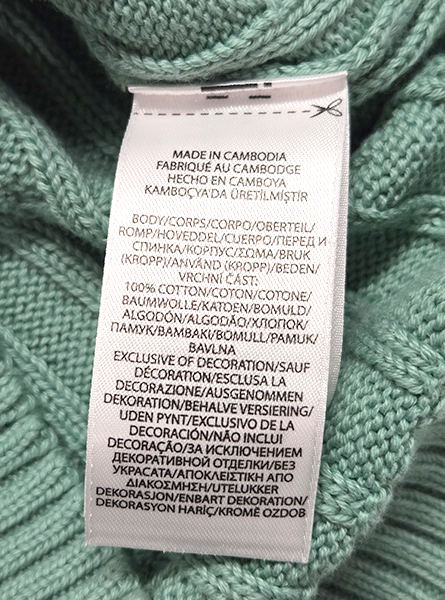 MADE IN CAMBODIA
FABRIQUÉ AU CAMBODGE
HECHO EN CAMBOYA
KAMBOÇYA'DA ÜRETİLMİŞTİR
BODY/CORPS/CORPO/OBERTEIL/
ROMP/HOVEDDEL/CUERPO/ПЕРЕД И
СПИНКА/КОРПУС/ΣΩΜΑ/BRUK
(KROPP)/ANVÄND (KROPP)/BEDEN/
VRCHNÍ ČÁST:
100% COTTON/COTON/COTONE/
BAUMWOLLE/KATOEN/BOMULD/
ALGODÓN/ALGODÃO/ХЛОПОК/
ПАМУК/ΒΑΜΒΑΚΙ/BOMULL/PAMUK/
BAVLNA
EXCLUSIVE OF DECORATION/SAUF
DÉCORATION/ESCLUSA LA
DECORAZIONE/AUSGENOMMEN
DEKORATION/BEHALVE VERSIERING/
UDEN PYNT/EXCLUSIVO DE LA
DECORACIÓN/NÃO INCLUI
DECORAÇÃO/ЗА ИСКЛЮЧЕНИЕМ
ДЕКОРАТИВНОЙ ОТДЕЛКИ/БЕЗ
УКРАСАТА/ΑΠΟΚΛΕΙΣΤΙΚΗ ΑΠΟ
ΔΙΑΚΟΣΜΗΣΗ/UTELUKKER
DEKORASJON/ENBART DEKORATION/
DEKORASYON HARİÇ/KROMĚ OZDOB